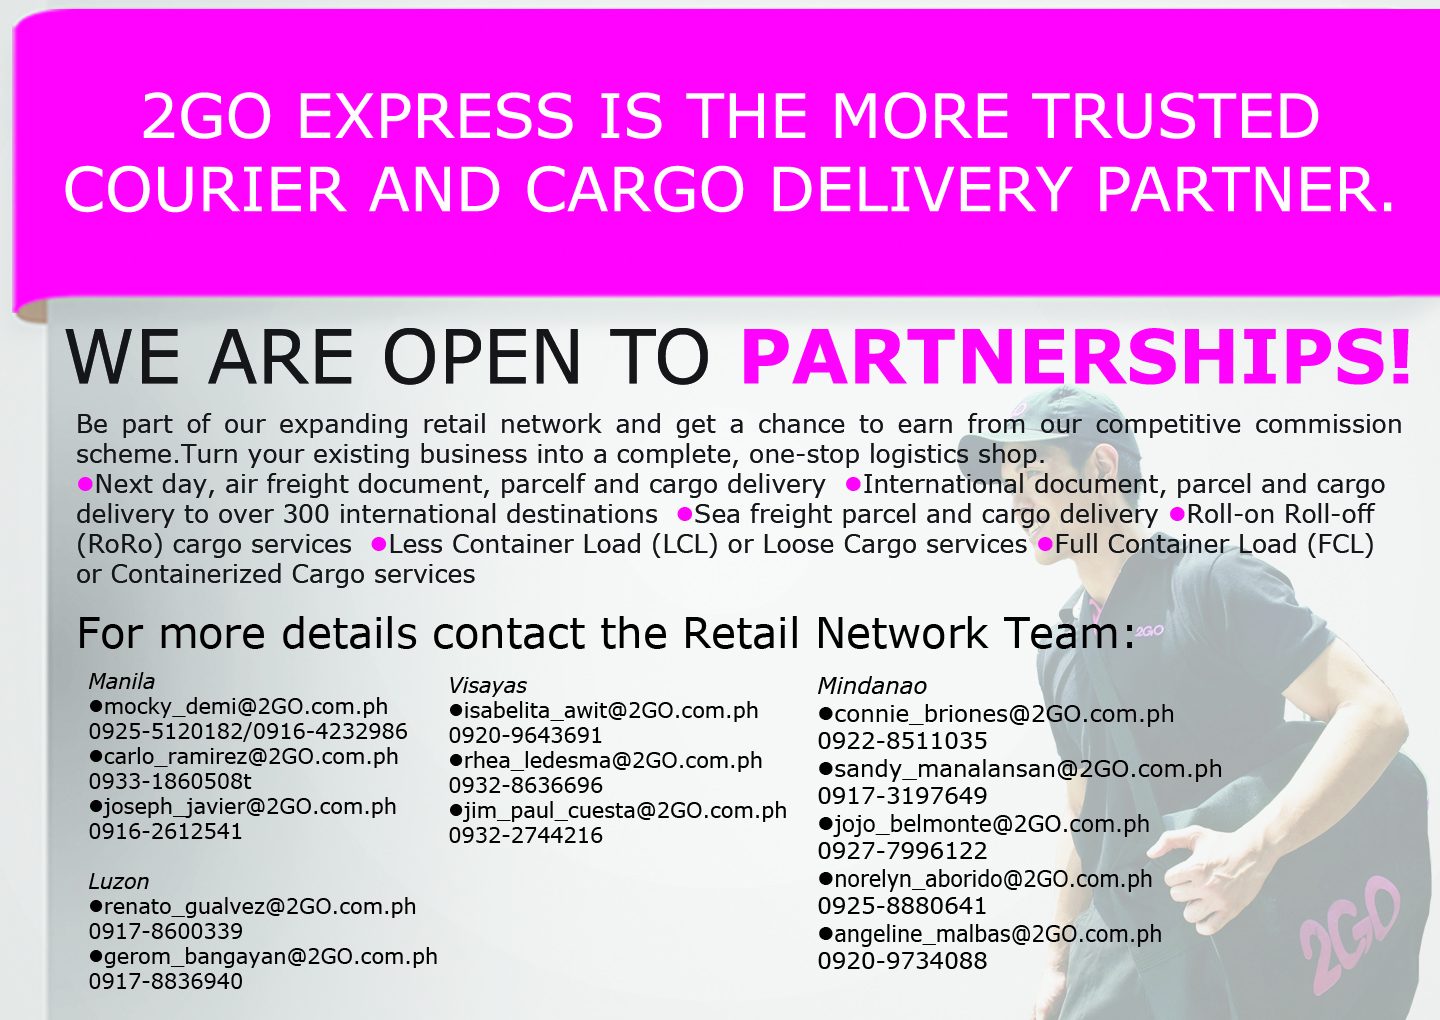 2GO EXPRESS IS THE MORE TRUSTED
COURIER AND CARGO DELIVERY PARTNER.
WE ARE OPEN TO PARTNERSHIPS!
Be part of our expanding retail network and get a chance to earn from our competitive commission
scheme.Turn your existing business into a complete, one-stop logistics shop.
●Next day, air freight document, parcelf and cargo delivery ●International document, parcel and cargo
delivery to over 300 international destinations ●Sea freight parcel and cargo delivery ●Roll-on Roll-off
(RoRo) cargo services ●Less Container Load (LCL) or Loose Cargo services ●Full Container Load (FCL)
or Containerized Cargo services
For more details contact the Retail Network Team:
2GO
Manila
●mocky_demi@2GO.com.ph
0925-5120182/0916-4232986
●carlo_ramirez@2GO.com.ph
0933-1860508t
●joseph_javier@2GO.com.ph
0916-2612541
Luzon
●renato_gualvez@2GO.com.ph
0917-8600339
●gerom_bangayan@2GO.com.ph
0917-8836940
Visayas
●isabelita_awit@2GO.com.ph
0920-9643691
●rhea_ledesma@2GO.com.ph
0932-8636696
●jim_paul_cuesta@2GO.com.ph
0932-2744216
Mindanao
●connie_briones@2GO.com.ph
0922-8511035
●sandy_manalansan@2GO.com.ph
0917-3197649
●jojo_belmonte@2GO.com.ph
0927-7996122
●norelyn_aborido@2GO.com.ph
0925-8880641
●angeline_malbas@2GO.com.ph
0920-9734088
2GO